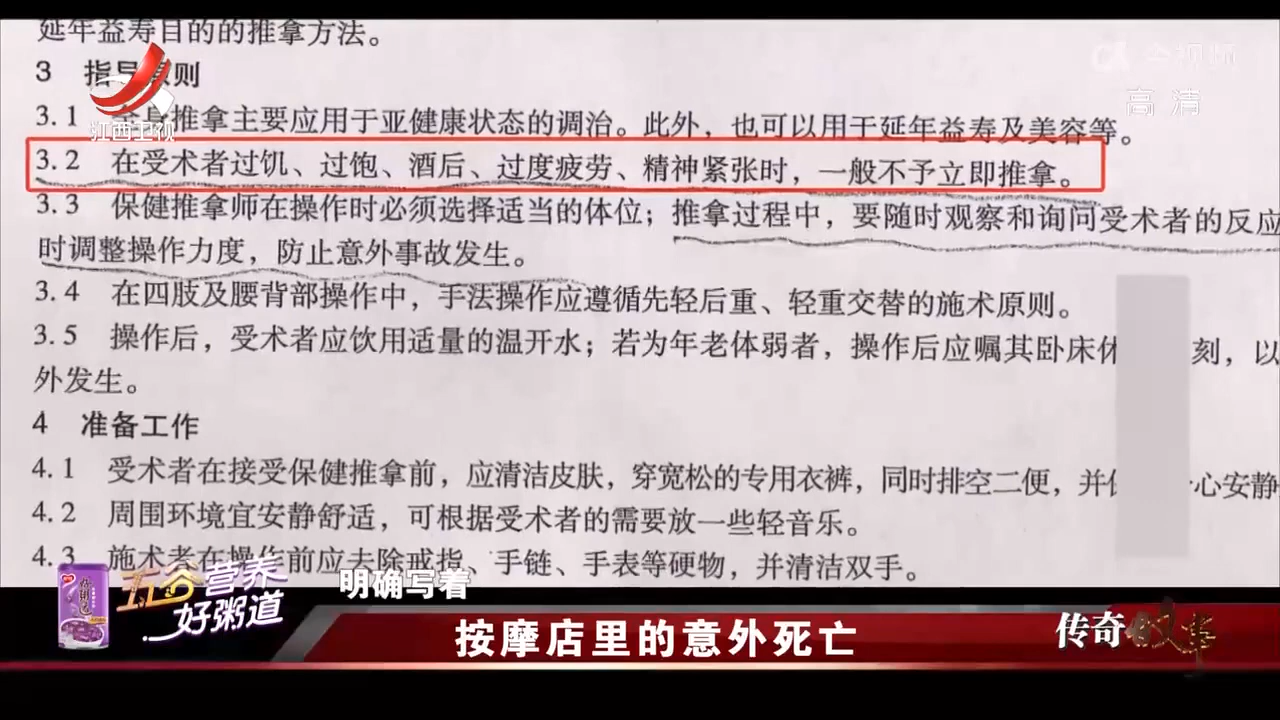 延年益寿目的的推拿方法。
3 指导原则
江西卫视
今视频
高清
3.1 推拿主要应用于亚健康状态的调治。此外，也可以用于延年益寿及美容等。
3.2 在受术者过饥、过饱、酒后、过度疲劳、精神紧张时，一般不予立即推拿。
3.3 保健推拿师在操作时必须选择适当的体位；推拿过程中，要随时观察和询问受术者的反应
时调整操作力度，防止意外事故发生。
3.4 在四肢及腰背部操作中，手法操作应遵循先轻后重、轻重交替的施术原则。
3.5 操作后，受术者应饮用适量的温开水；若为年老体弱者，操作后应嘱其卧床休 刻，以
外发生。
4 准备工作
4.1 受术者在接受保健推拿前，应清洁皮肤，穿宽松的专用衣裤，同时排空二便，并 心安静
4.2 周围环境宜安静舒适，可根据受术者的需要放一些轻音乐。
4.3 施术者在操作前应去除戒指、手链、手表等硬物，并清洁双手。
五谷营养
好粥道
明确写着
按摩店里的意外死亡
传奇故事